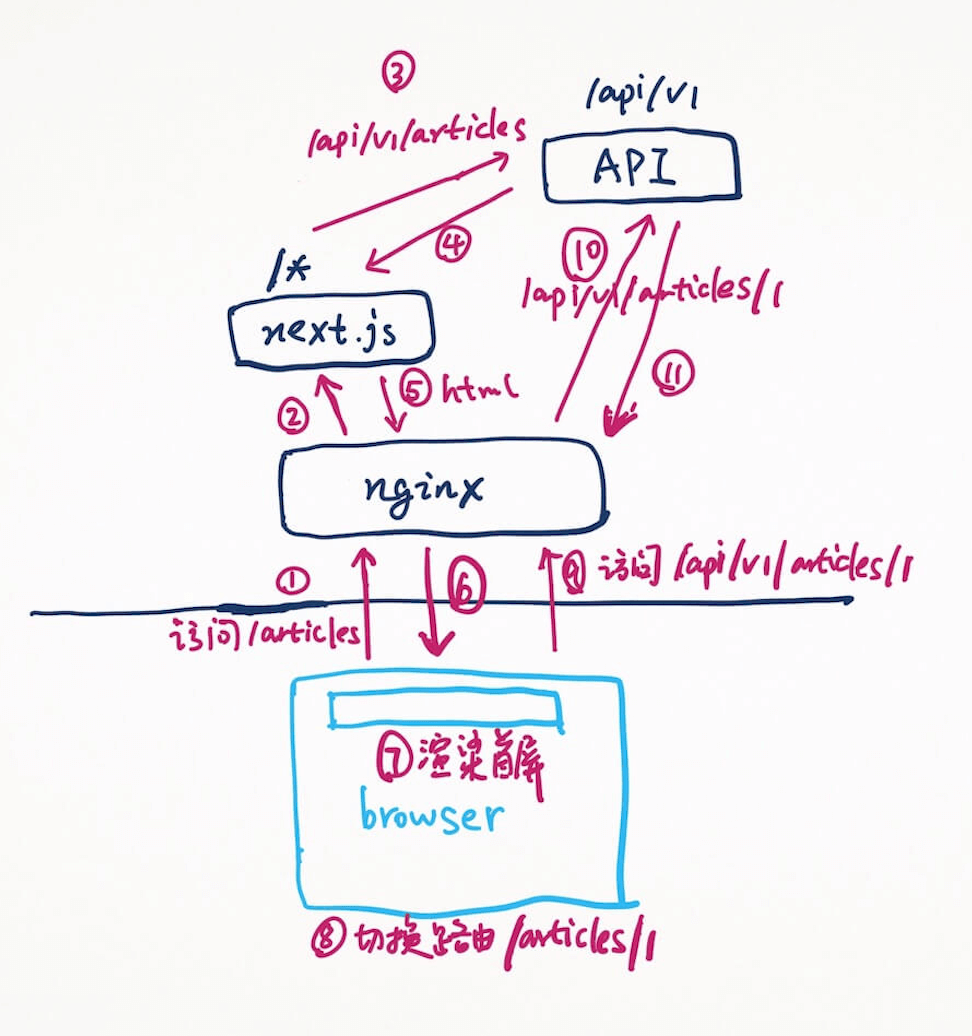 ③
/api/v1
/api/v1/articles
API
④
⑩
/*
/api/v1/articles/1
next.js
⑪
② ⑤ html
nginx
① ⑥ ⑨ 访问 /api/v1/articles/1
访问/articles
⑦渲染首屏
browser
⑧切换路由 /articles/1